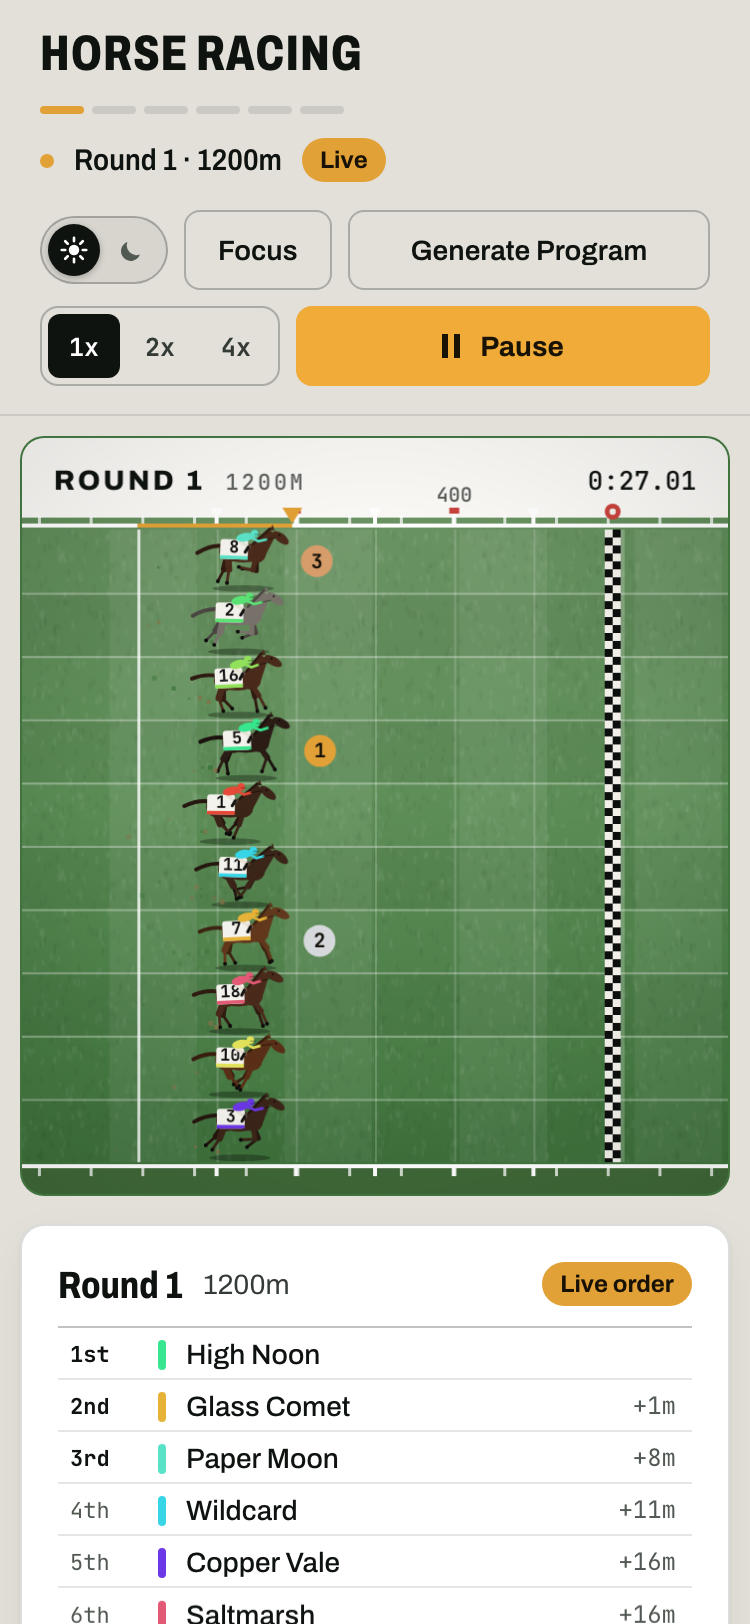 HORSE RACING
Round 1 · 1200m Live
Focus Generate Program
1x 2x 4x Pause
ROUND 1 1200M 400 0:27.01
8 3
2
16
5 1
1
11
7 2
18
10
3
Round 1 1200m Live order
1st High Noon
2nd Glass Comet +1m
3rd Paper Moon +8m
4th Wildcard +11m
5th Copper Vale +16m
6th Saltmarsh +16m